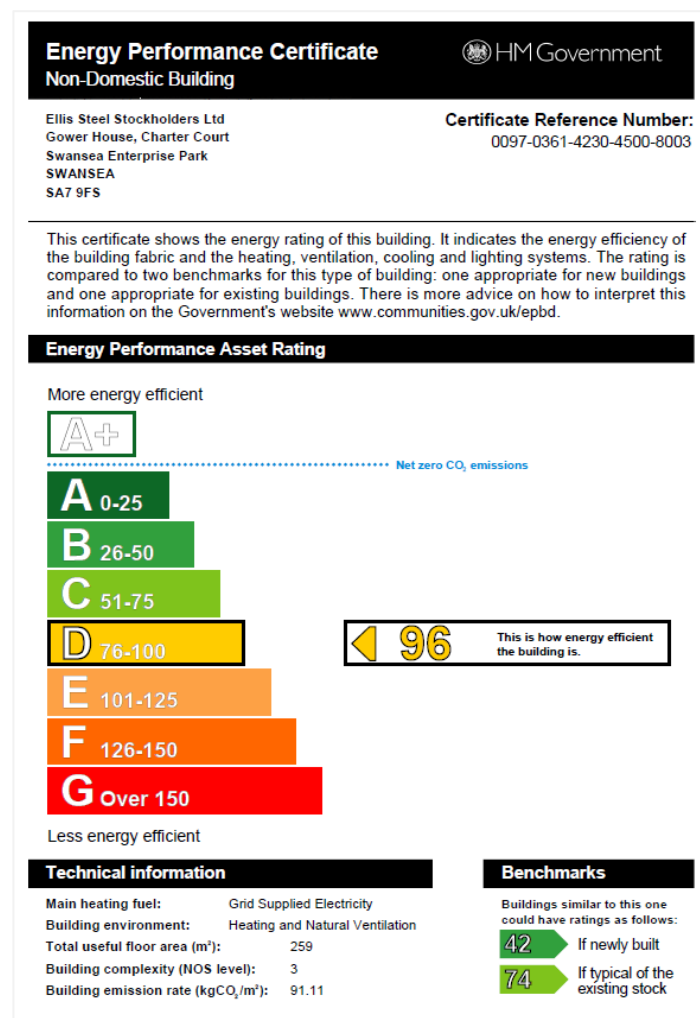 Energy Performance Certificate
HM Government
Non-Domestic Building
Ellis Steel Stockholders Ltd
Gower House, Charter Court
Swansea Enterprise Park
SWANSEA
SA7 9FS
Certificate Reference Number:
0097-0361-4230-4500-8003
This certificate shows the energy rating of this building. It indicates the energy efficiency of
the building fabric and the heating, ventilation, cooling and lighting systems. The rating is
compared to two benchmarks for this type of building: one appropriate for new buildings
and one appropriate for existing buildings. There is more advice on how to interpret this
information on the Government's website www.communities.gov.uk/epbd.
Energy Performance Asset Rating
More energy efficient
A+
Net zero CO₂ emissions
A 0-25
B 26-50
C 51-75
D 76-100
96
This is how energy efficient
the building is.
E 101-125
F 126-150
G Over 150
Less energy efficient
Technical information
Main heating fuel: Grid Supplied Electricity
Building environment: Heating and Natural Ventilation
Total useful floor area (m²): 259
Building complexity (NOS level): 3
Building emission rate (kgCO₂/m²): 91.11
Benchmarks
Buildings similar to this one
could have ratings as follows:
42 If newly built
74 If typical of the
existing stock